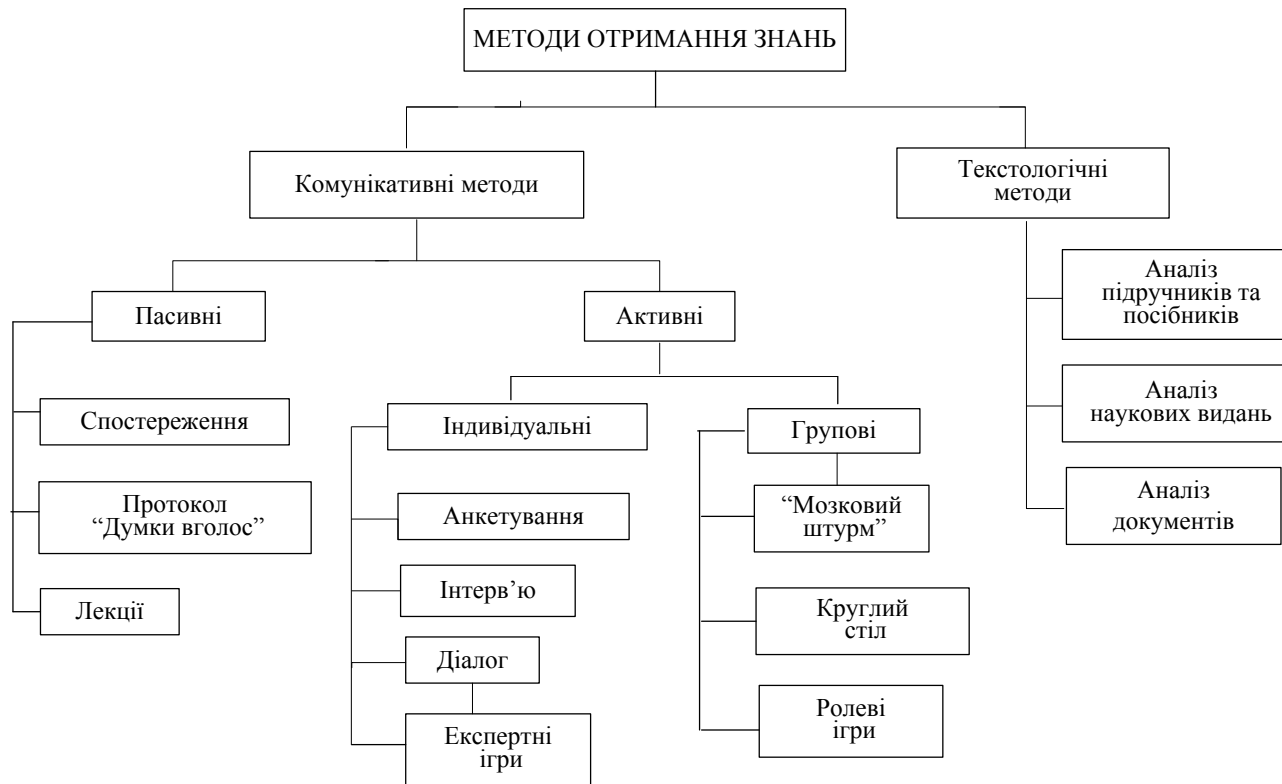 МЕТОДИ ОТРИМАННЯ ЗНАНЬ
Комунікативні методи
Текстологічні
методи
Пасивні
Активні
Аналіз
підручників та
посібників
Спостереження
Індивідуальні
Групові
Аналіз
наукових видань
Протокол
“Думки вголос”
Анкетування
“Мозковий
штурм”
Аналіз
документів
Лекції
Інтерв’ю
Круглий
стіл
Діалог
Експертні
ігри
Ролеві
ігри